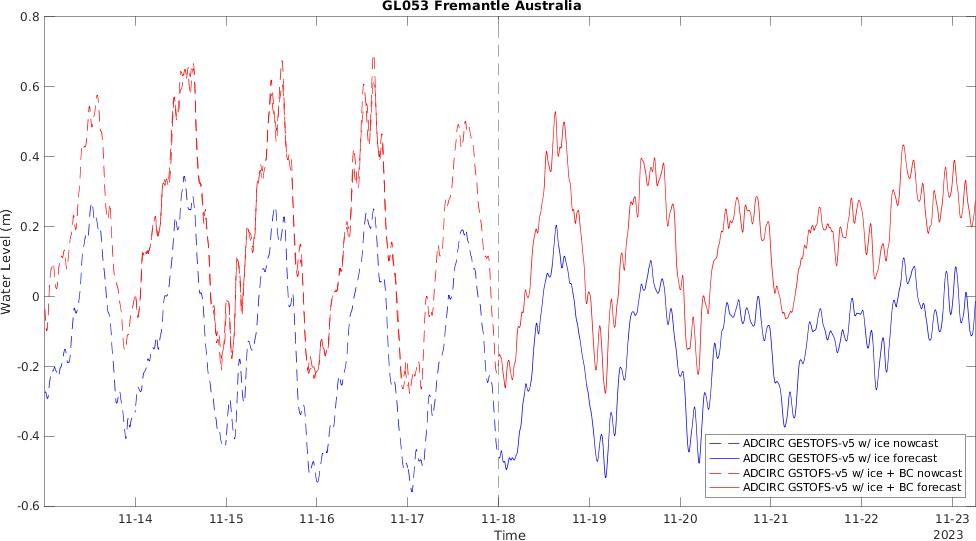 GL053 Fremantle Australia
0.8
0.6
0.4
0.2
0
-0.2
-0.4
-0.6
Water Level (m)
11-14 11-15 11-16 11-17 11-18 11-19 11-20 11-21 11-22 11-23
Time
2023
ADCIRC GESTOFS-v5 w/ ice nowcast
ADCIRC GESTOFS-v5 w/ ice forecast
ADCIRC GSTOFS-v5 w/ ice + BC nowcast
ADCIRC GSTOFS-v5 w/ ice + BC forecast